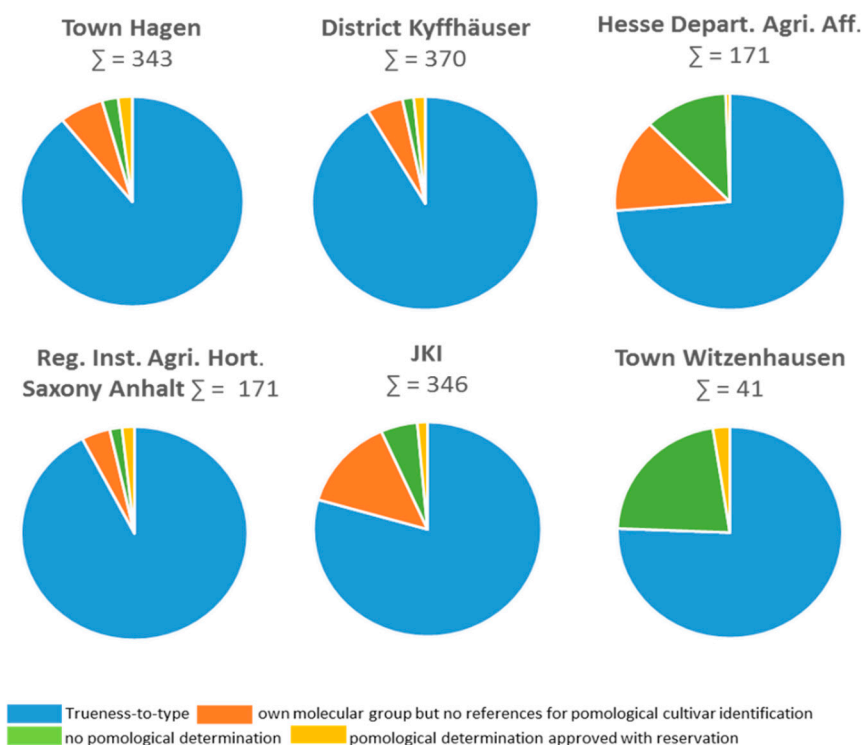 Town Hagen
∑ = 343
District Kyffhäuser
∑ = 370
Hesse Depart. Agri. Aff.
∑ = 171
Reg. Inst. Agri. Hort.
Saxony Anhalt ∑ = 171
JKI
∑ = 346
Town Witzenhausen
∑ = 41
Trueness-to-type own molecular group but no references for pomological cultivar identification
no pomological determination pomological determination approved with reservation